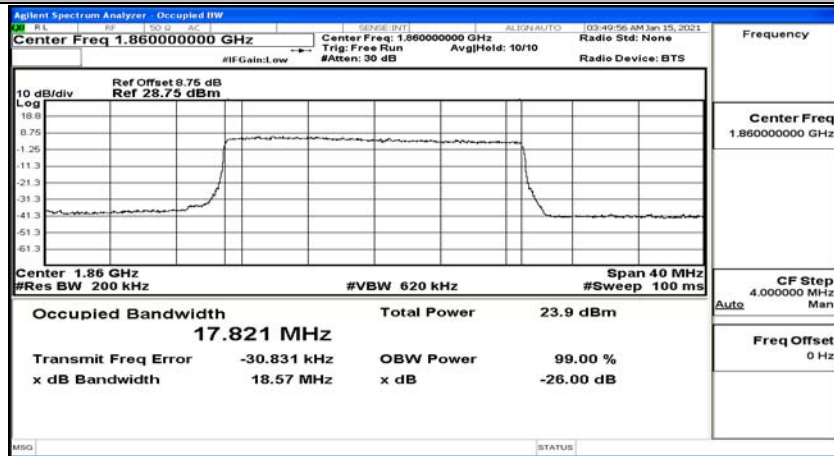 Agilent Spectrum Analyzer - Occupied BW
RL RF 50 Ω AC SENSE:INT ALIGN AUTO 03:49:56 AM Jan 15, 2021
Center Freq 1.860000000 GHz
Center Freq: 1.860000000 GHz
Radio Std: None
Trig: Free Run Avg|Hold: 10/10
#IFGain:Low
#Atten: 30 dB
Radio Device: BTS
Frequency
Ref Offset 8.75 dB
10 dB/div Ref 28.75 dBm
Log
18.8
8.75
-1.25
-11.3
-21.3
-31.3
-41.3
-51.3
-61.3
Center Freq
1.860000000 GHz
Center 1.86 GHz Span 40 MHz
#Res BW 200 kHz #VBW 620 kHz #Sweep 100 ms
CF Step
4.000000 MHz
Auto Man
Occupied Bandwidth Total Power 23.9 dBm
17.821 MHz
Transmit Freq Error -30.831 kHz OBW Power 99.00 %
x dB Bandwidth 18.57 MHz x dB -26.00 dB
Freq Offset
0 Hz
MSG STATUS